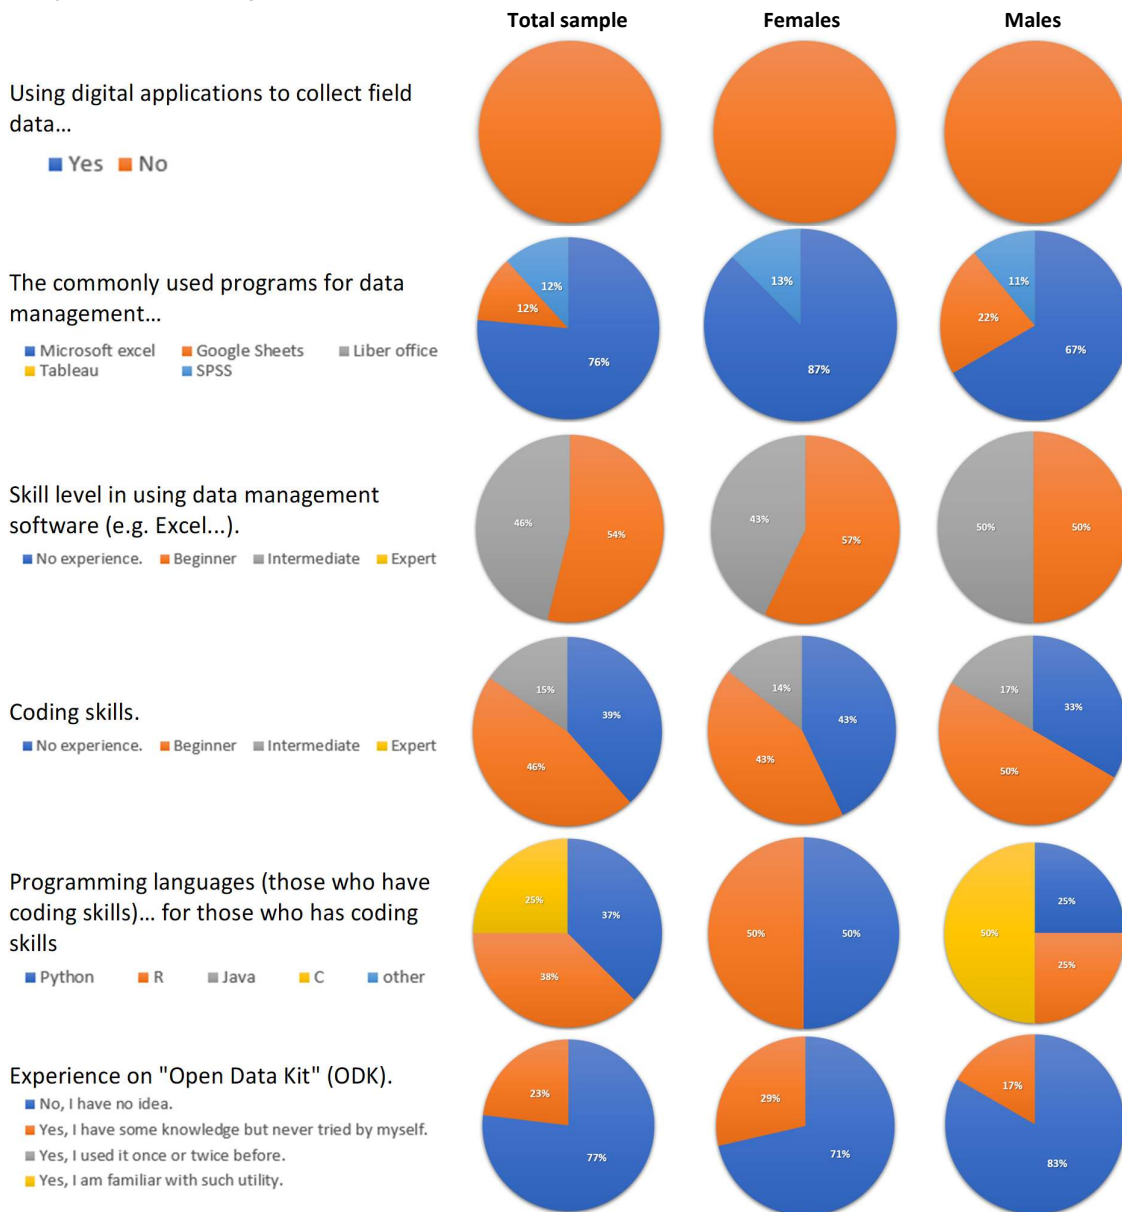 Total sample Females Males
Using digital applications to collect field
data...
Yes No
The commonly used programs for data
management...
12% 12% 76%
13% 87%
11% 22% 67%
Microsoft excel Google Sheets Liber office
Tableau SPSS
Skill level in using data management
software (e.g. Excel...).
46% 54%
43% 57%
50% 50%
No experience. Beginner Intermediate Expert
Coding skills.
15% 39% 46%
14% 43% 43%
17% 33% 50%
No experience. Beginner Intermediate Expert
Programming languages (those who have
coding skills)... for those who has coding
skills
25% 37% 38%
50% 50%
50% 25% 25%
Python R Java C other
Experience on "Open Data Kit" (ODK).
23% 77%
29% 71%
17% 83%
No, I have no idea.
Yes, I have some knowledge but never tried by myself.
Yes, I used it once or twice before.
Yes, I am familiar with such utility.